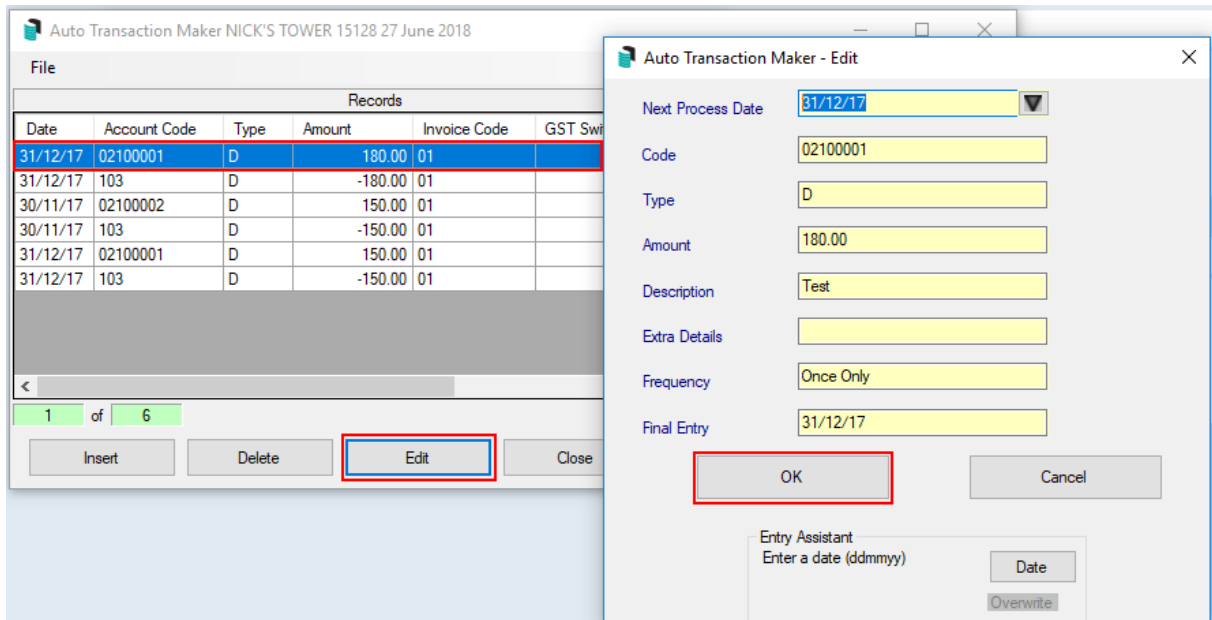 Auto Transaction Maker NICK'S TOWER 15128 27 June 2018
File
Records
Date Account Code Type Amount Invoice Code GST Swi
31/12/17 02100001 D 180.00 01
31/12/17 103 D -180.00 01
30/11/17 02100002 D 150.00 01
30/11/17 103 D -150.00 01
31/12/17 02100001 D 150.00 01
31/12/17 103 D -150.00 01
1 of 6
Insert Delete Edit Close
Auto Transaction Maker - Edit
Next Process Date 31/12/17
Code 02100001
Type D
Amount 180.00
Description Test
Extra Details
Frequency Once Only
Final Entry 31/12/17
OK Cancel
Entry Assistant
Enter a date (ddmmyy)
Date
Overwrite